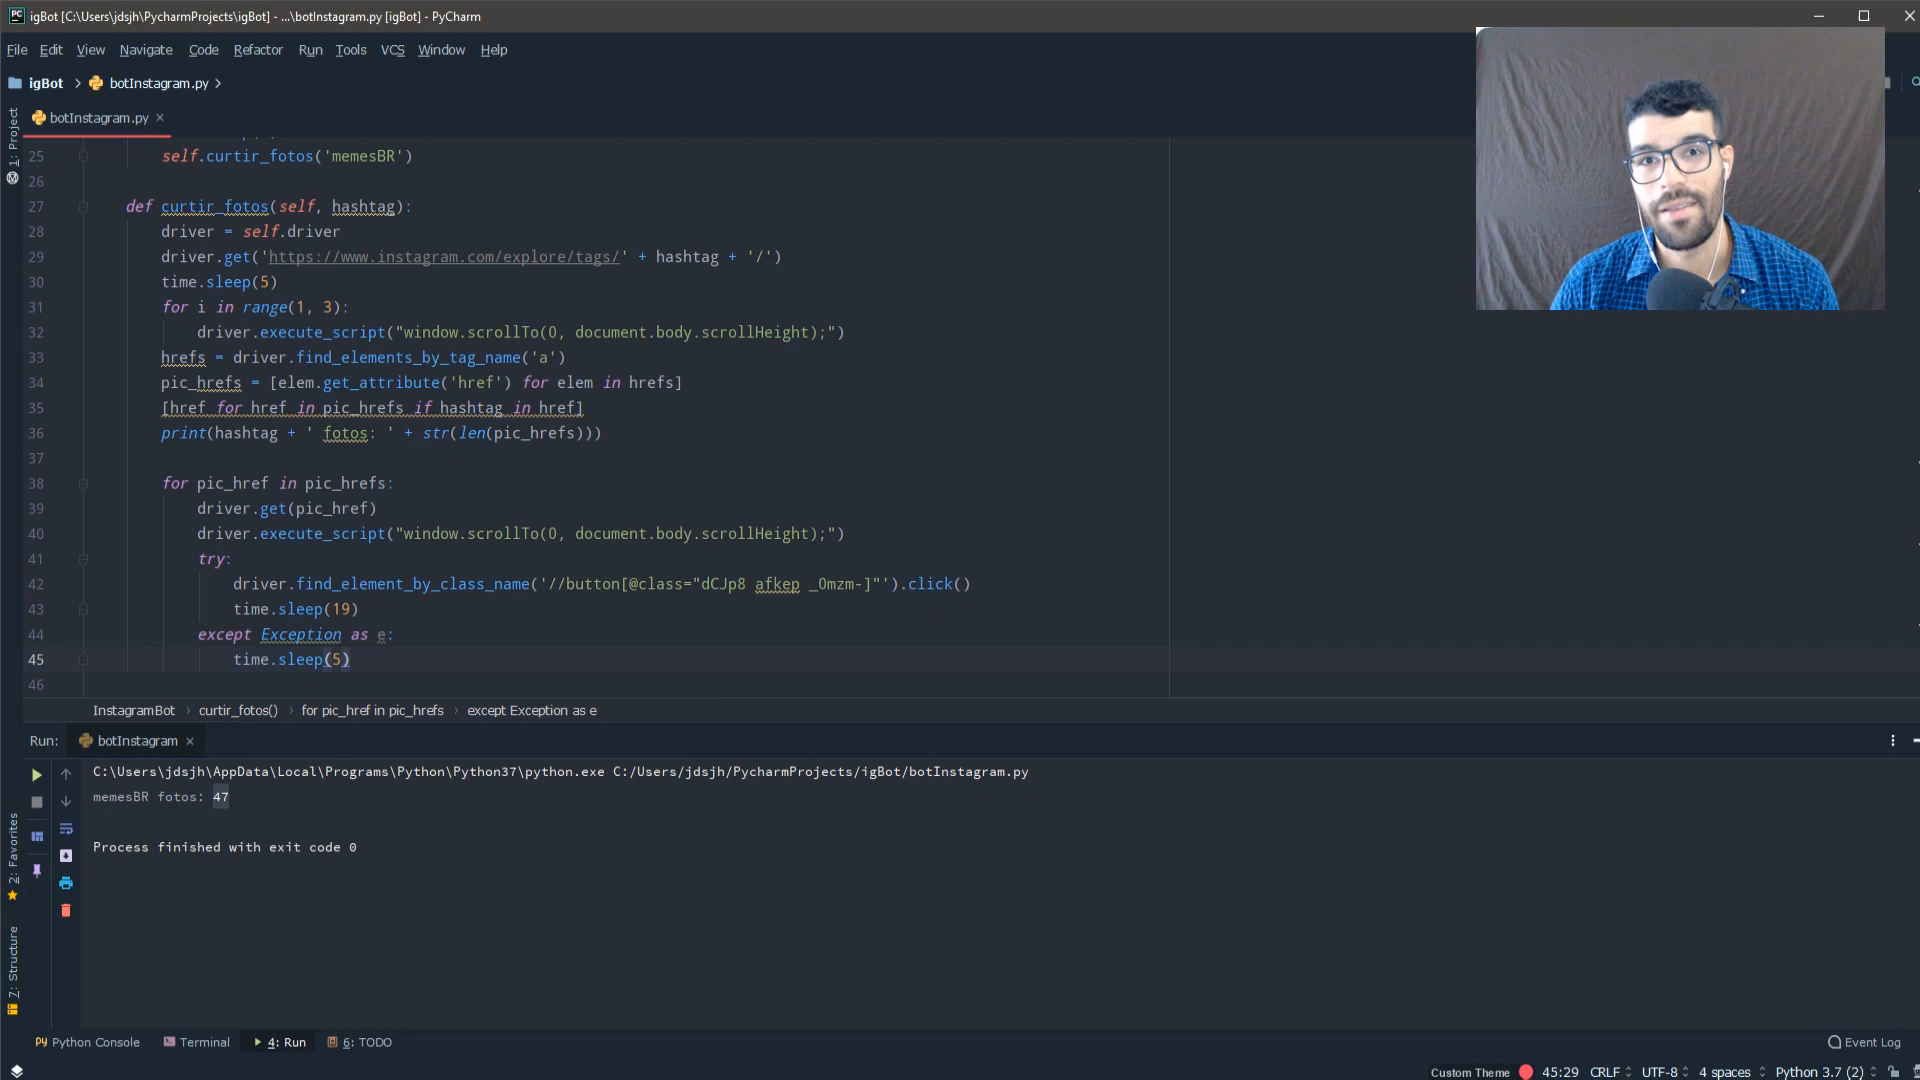 igBot [C:\Users\jdsjh\PycharmProjects\igBot] - ...\botInstagram.py [igBot] - PyCharm
File Edit View Navigate Code Refactor Run Tools VCS Window Help
igBot botInstagram.py
1: Project
botInstagram.py
25 self.curtir_fotos('memesBR')
26
27 def curtir_fotos(self, hashtag):
28 driver = self.driver
29 driver.get('https://www.instagram.com/explore/tags/' + hashtag + '/')
30 time.sleep(5)
31 for i in range(1, 3):
32 driver.execute_script("window.scrollTo(0, document.body.scrollHeight);")
33 hrefs = driver.find_elements_by_tag_name('a')
34 pic_hrefs = [elem.get_attribute('href') for elem in hrefs]
35 [href for href in pic_hrefs if hashtag in href]
36 print(hashtag + ' fotos: ' + str(len(pic_hrefs)))
37
38 for pic_href in pic_hrefs:
39 driver.get(pic_href)
40 driver.execute_script("window.scrollTo(0, document.body.scrollHeight);")
41 try:
42 driver.find_element_by_class_name('//button[@class="dCJp8 afkep _0mzm-]"').click()
43 time.sleep(19)
44 except Exception as e:
45 time.sleep(5)
46
InstagramBot curtir_fotos() for pic_href in pic_hrefs except Exception as e
Run: botInstagram
C:\Users\jdsjh\AppData\Local\Programs\Python\Python37\python.exe C:/Users/jdsjh/PycharmProjects/igBot/botInstagram.py
memesBR fotos: 47
Process finished with exit code 0
2: Favorites
7: Structure
Python Console Terminal 4: Run 6: TODO Event Log
Custom Theme 45:29 CRLF UTF-8 4 spaces Python 3.7 (2)